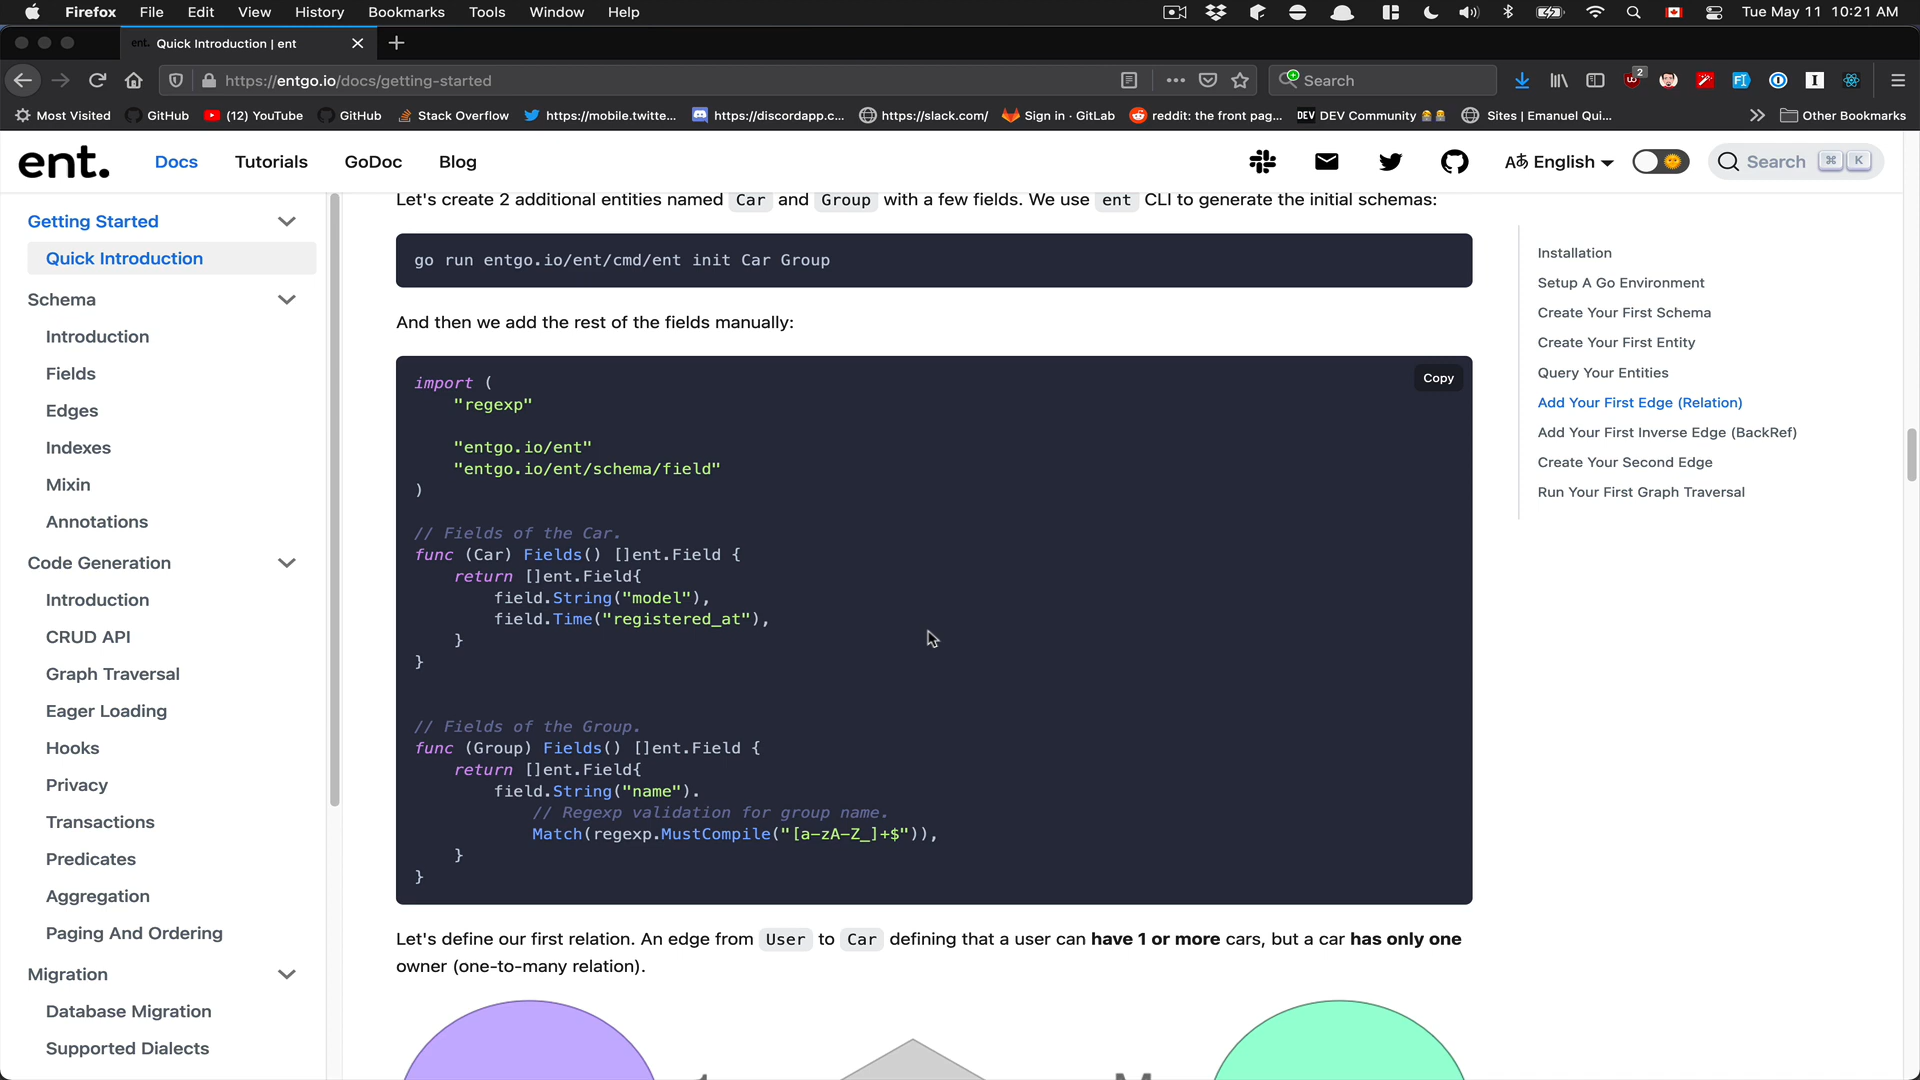 Firefox File Edit View History Bookmarks Tools Window Help Tue May 11 10:21 AM
ent. Quick Introduction | ent
https://entgo.io/docs/getting-started Search 2
Most Visited GitHub (12) YouTube GitHub Stack Overflow https://mobile.twitte... https://discordapp.c... https://slack.com/ Sign in · GitLab reddit: the front pag... DEV DEV Community Sites | Emanuel Qui... Other Bookmarks
ent. Docs Tutorials GoDoc Blog English Search ⌘ K
Getting Started
Quick Introduction
Schema
Introduction
Fields
Edges
Indexes
Mixin
Annotations
Code Generation
Introduction
CRUD API
Graph Traversal
Eager Loading
Hooks
Privacy
Transactions
Predicates
Aggregation
Paging And Ordering
Migration
Database Migration
Supported Dialects
Let's create 2 additional entities named Car and Group with a few fields. We use ent CLI to generate the initial schemas:
go run entgo.io/ent/cmd/ent init Car Group
And then we add the rest of the fields manually:
Copy
import (
    "regexp"

    "entgo.io/ent"
    "entgo.io/ent/schema/field"
)

// Fields of the Car.
func (Car) Fields() []ent.Field {
    return []ent.Field{
        field.String("model"),
        field.Time("registered_at"),
    }
}

// Fields of the Group.
func (Group) Fields() []ent.Field {
    return []ent.Field{
        field.String("name").
            // Regexp validation for group name.
            Match(regexp.MustCompile("[a-zA-Z_]+$")),
    }
}
Let's define our first relation. An edge from User to Car defining that a user can have 1 or more cars, but a car has only one
owner (one-to-many relation).
Installation
Setup A Go Environment
Create Your First Schema
Create Your First Entity
Query Your Entities
Add Your First Edge (Relation)
Add Your First Inverse Edge (BackRef)
Create Your Second Edge
Run Your First Graph Traversal